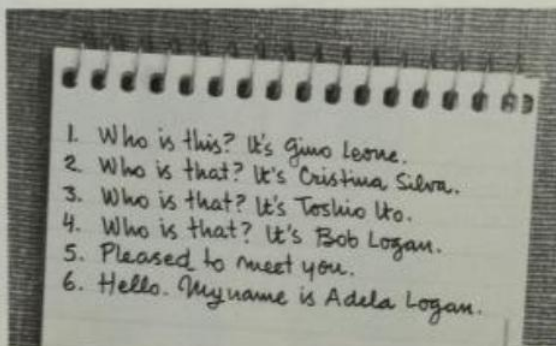 1. Who is this? It's Gino Leone.
2. Who is that? It's Cristina Silva.
3. Who is that? It's Toshio Ito.
4. Who is that? It's Bob Logan.
5. Pleased to meet you.
6. Hello. My name is Adela Logan.